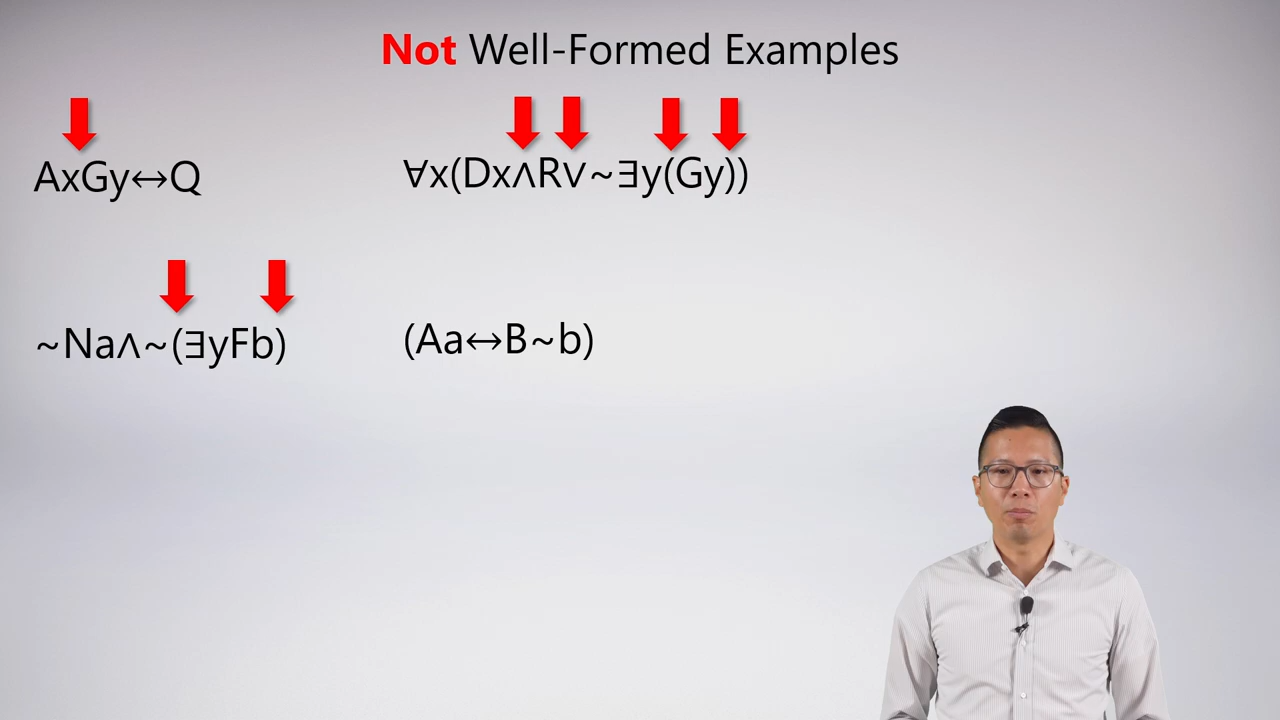 Not Well-Formed Examples
AxGy↔Q
∀x(Dx∧R∨~∃y(Gy))
~Na∧~(∃yFb)
(Aa↔B~b)